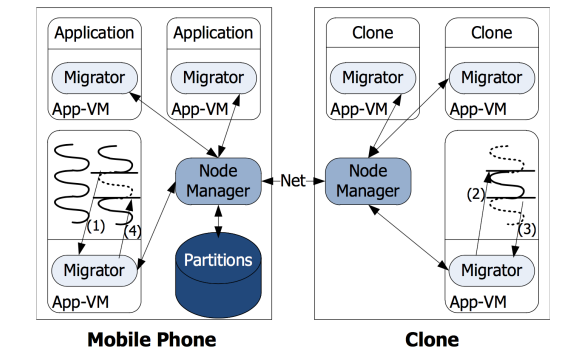 Application
Application
Clone
Clone
Migrator
Migrator
Migrator
Migrator
App-VM
App-VM
App-VM
App-VM
Node
Manager
Net
Node
Manager
(1)
(4)
(2)
(3)
Partitions
Migrator
Migrator
App-VM
App-VM
Mobile Phone
Clone